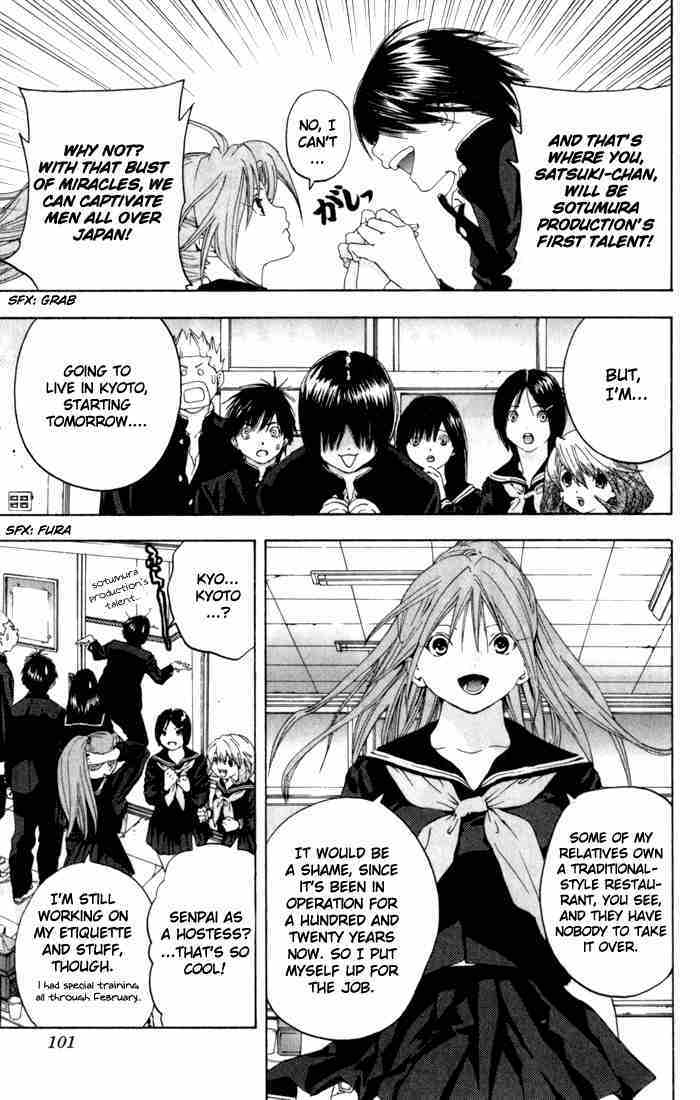 AND THAT'S
WHERE YOU,
SATSUKI-CHAN,
WILL BE
SOTUMURA
PRODUCTION'S
FIRST TALENT!
NO, I
CAN'T
...
がしっ
WHY NOT?
WITH THAT BUST
OF MIRACLES, WE
CAN CAPTIVATE
MEN ALL OVER
JAPAN!
SFX: GRAB
BUT,
I'M...
GOING TO
LIVE IN KYOTO,
STARTING
TOMORROW....
SFX: FURA
SOME OF MY
RELATIVES OWN
A TRADITIONAL-
STYLE RESTAU-
RANT, YOU SEE,
AND THEY HAVE
NOBODY TO TAKE
IT OVER.
IT WOULD BE
A SHAME, SINCE
IT'S BEEN IN
OPERATION FOR
A HUNDRED AND
TWENTY YEARS
NOW. SO I PUT
MYSELF UP FOR
THE JOB.
KYO...
KYOTO
...?
sotumura
production's
talent...
SENPAI AS
A HOSTESS?
...THAT'S SO
COOL!
I'M STILL
WORKING ON
MY ETIQUETTE
AND STUFF,
THOUGH.
I had special training
all through February.
101